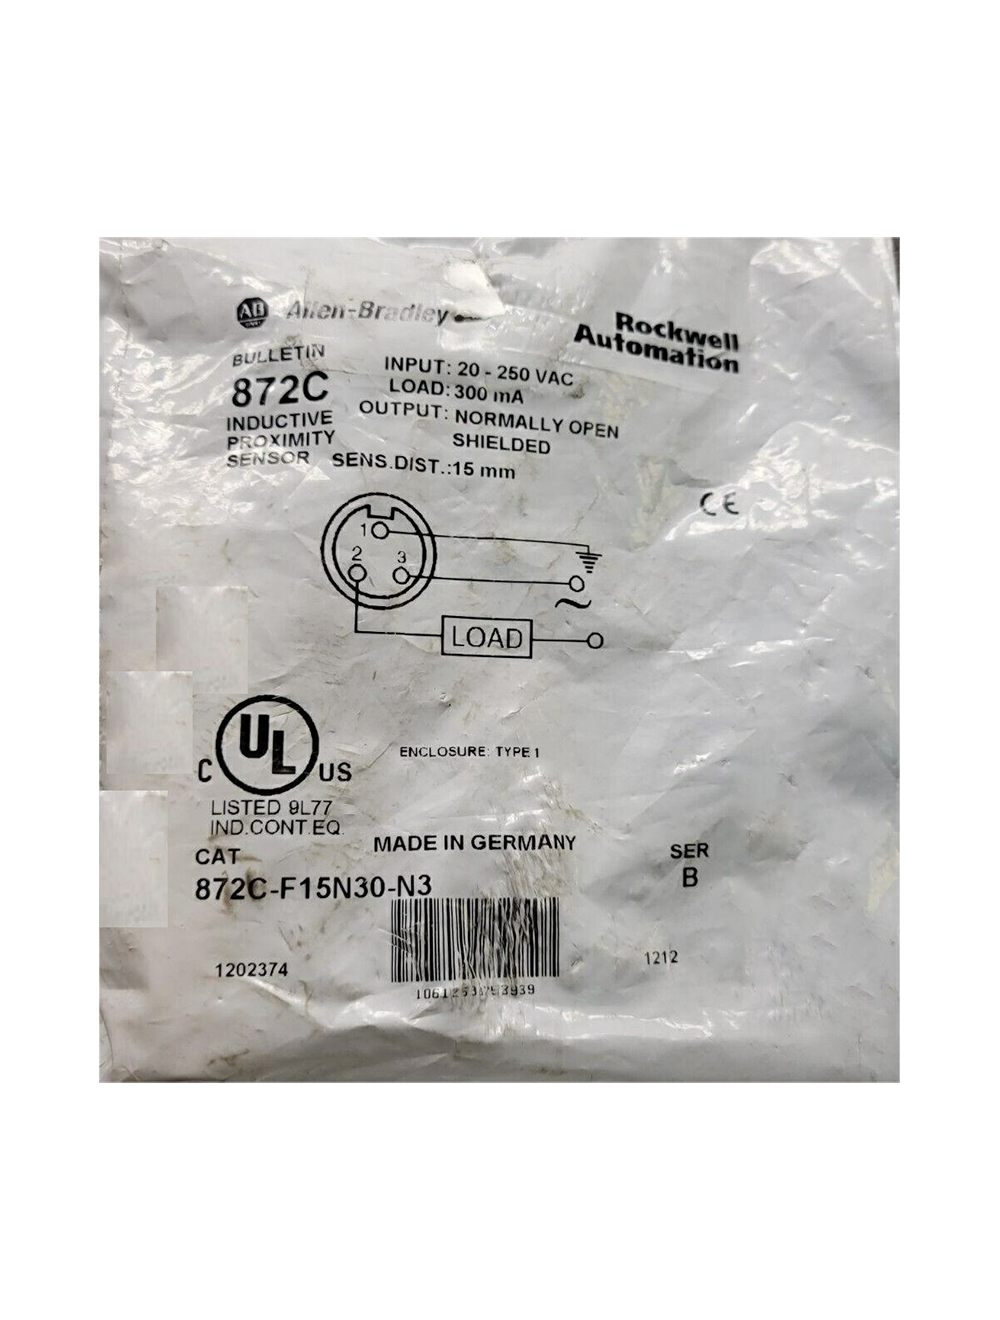 AB Allen-Bradley
Rockwell
Automation
BULLETIN
872C
INDUCTIVE
PROXIMITY
SENSOR
INPUT: 20 - 250 VAC
LOAD: 300 mA
OUTPUT: NORMALLY OPEN
SHIELDED
SENS.DIST.:15 mm
CE
1
2
3
~
LOAD
C UL US
ENCLOSURE: TYPE 1
LISTED 9L77
IND.CONT.EQ.
MADE IN GERMANY
CAT
872C-F15N30-N3
SER
B
1202374
1212